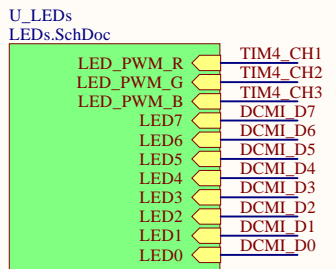 U_LEDs
LEDs.SchDoc
LED_PWM_R TIM4_CH1
LED_PWM_G TIM4_CH2
LED_PWM_B TIM4_CH3
LED7 DCMI_D7
LED6 DCMI_D6
LED5 DCMI_D5
LED4 DCMI_D4
LED3 DCMI_D3
LED2 DCMI_D2
LED1 DCMI_D1
LED0 DCMI_D0